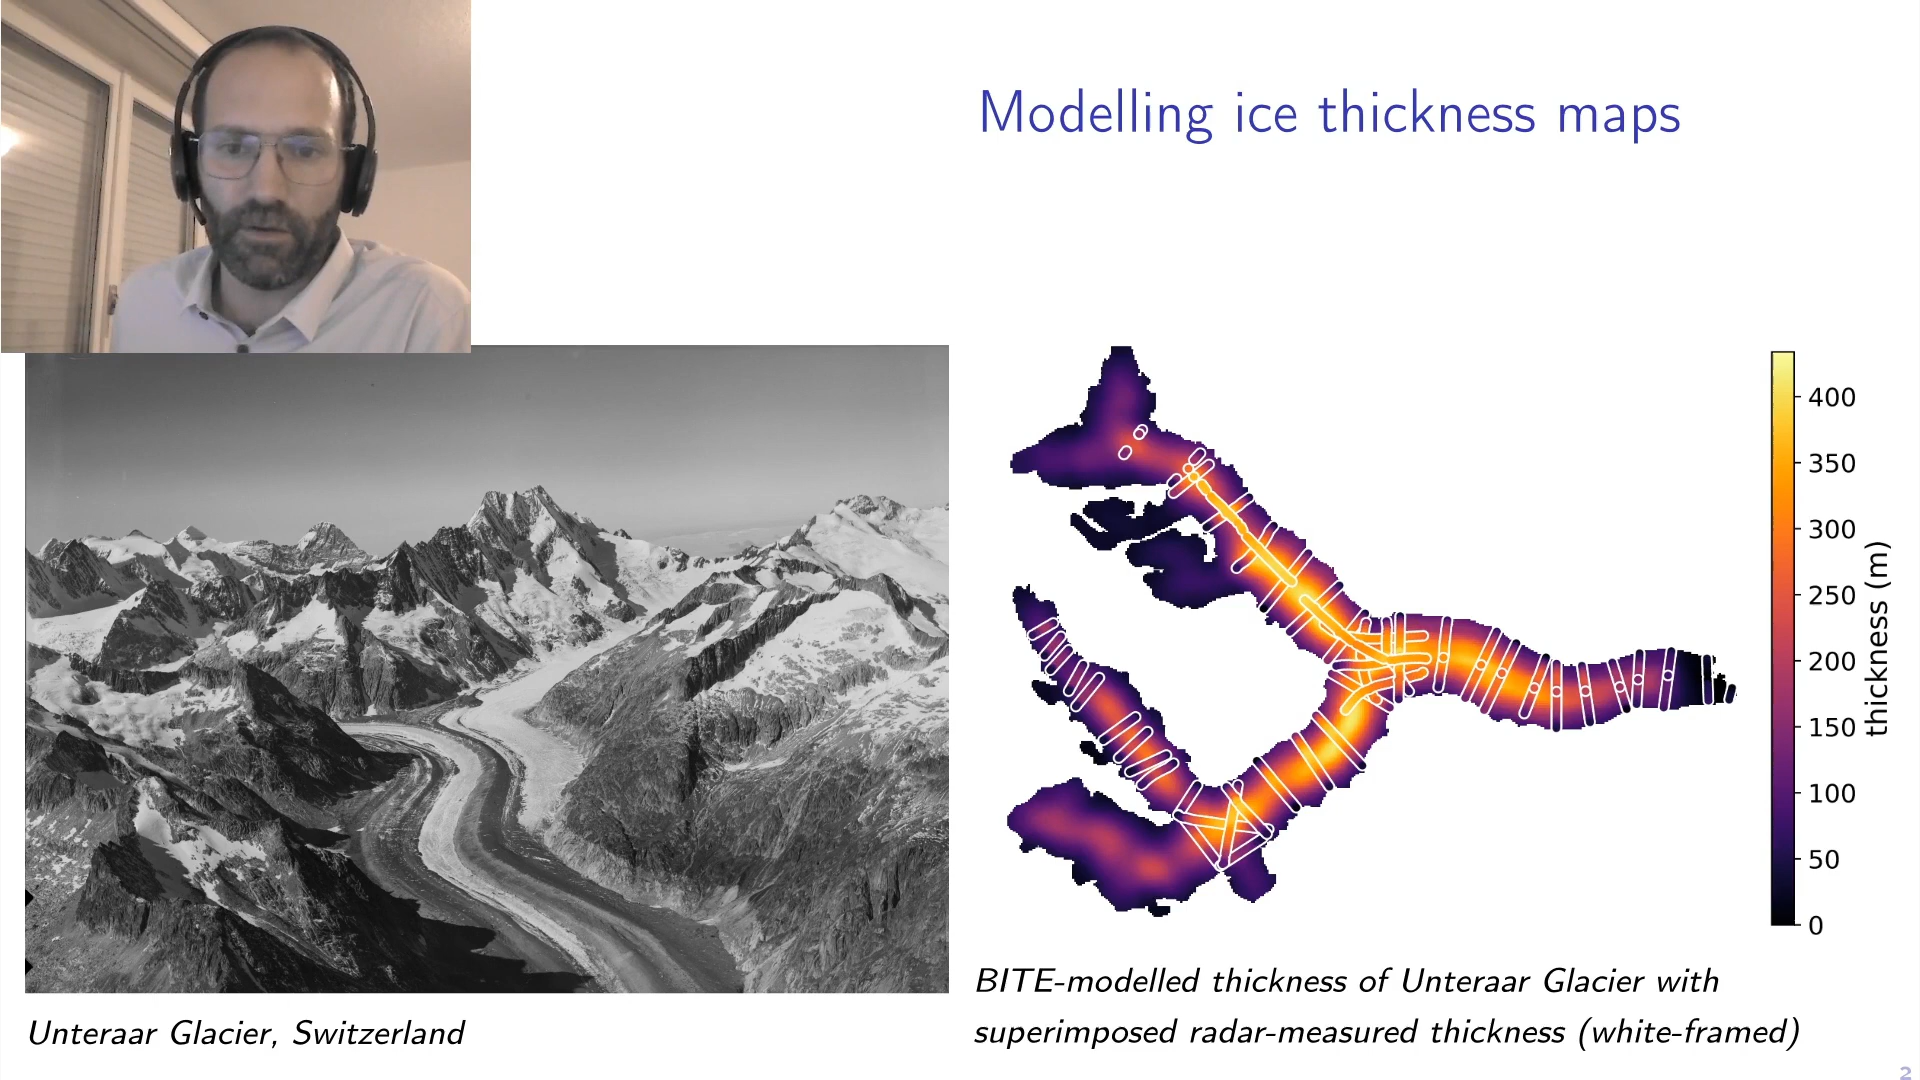 Modelling ice thickness maps
400
350
300
250
200
150
100
50
0
thickness (m)
BITE-modelled thickness of Unteraar Glacier with
superimposed radar-measured thickness (white-framed)
Unteraar Glacier, Switzerland
2